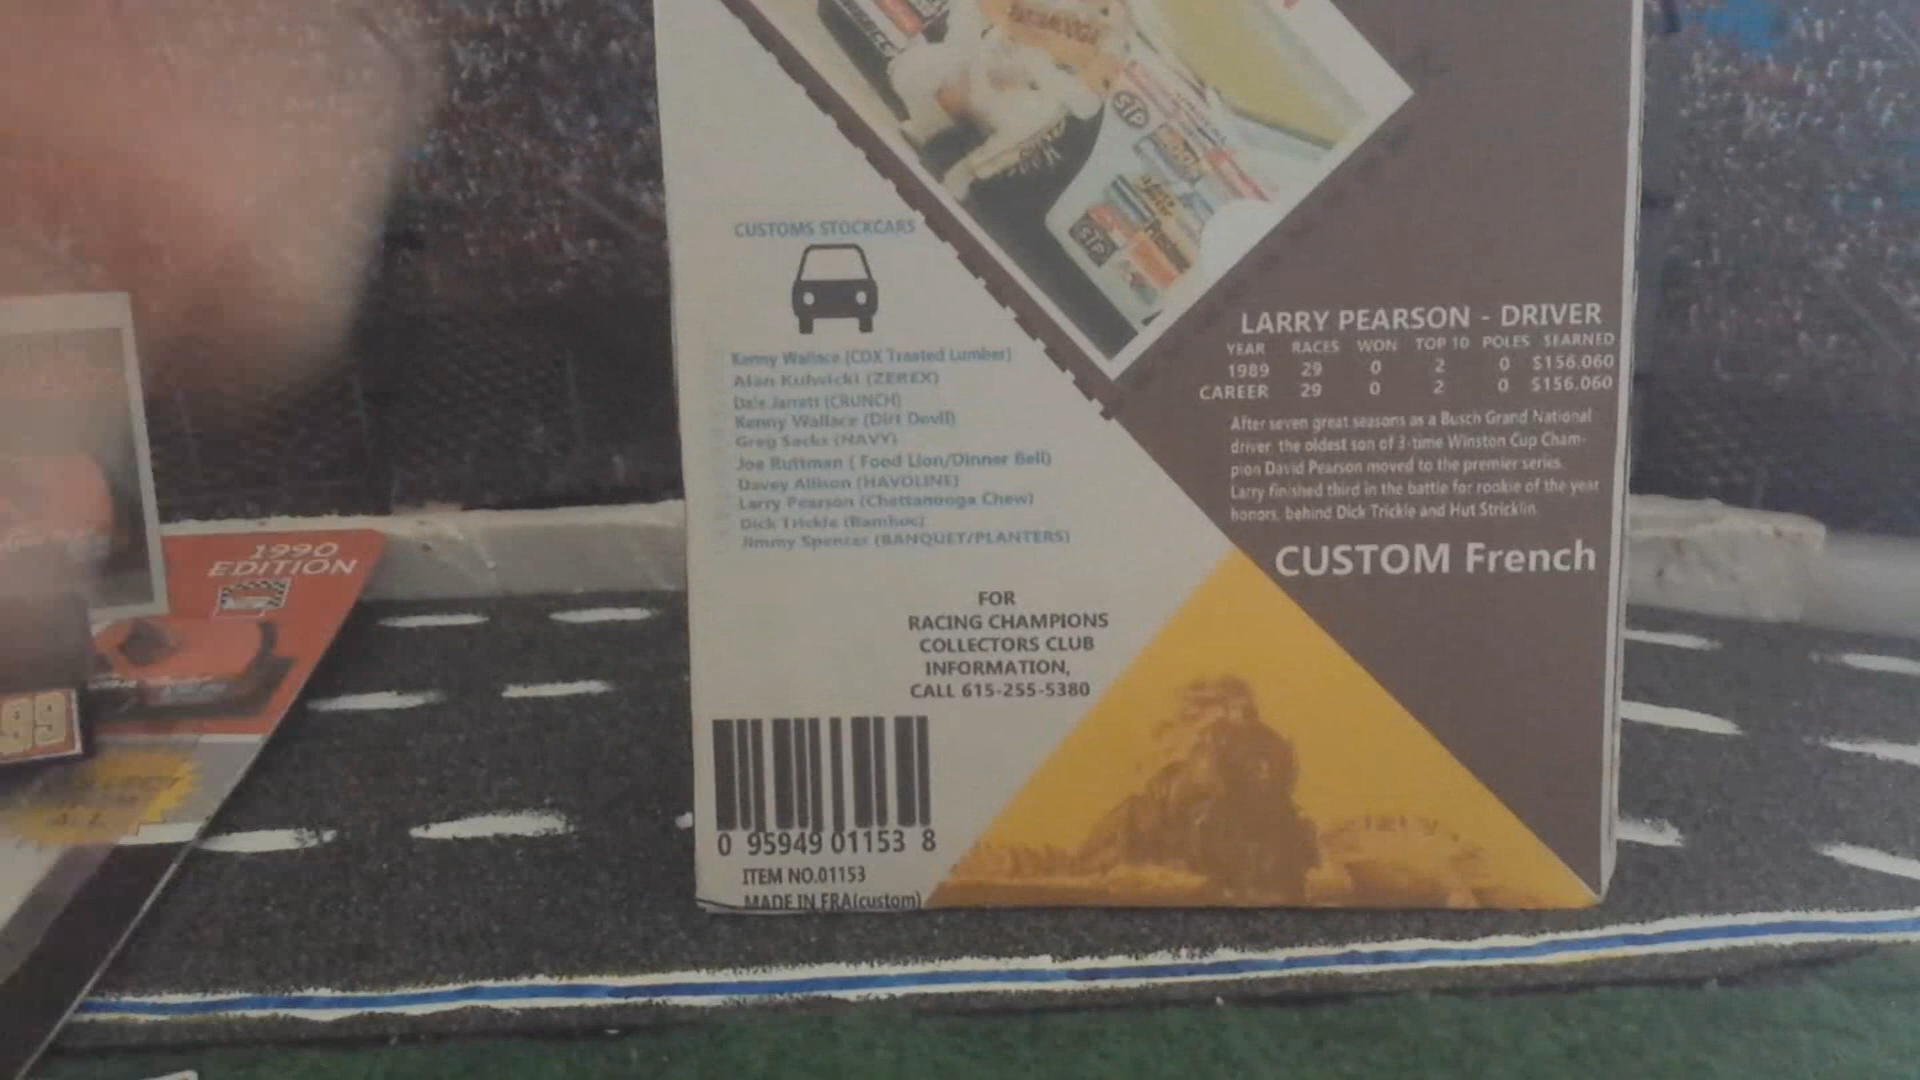 STP
STP
CUSTOMS STOCKCARS
Kenny Wallace (COX Treated Lumber)
Alan Kulwicki (ZEREX)
Dale Jarrett (CRUNCH)
Kenny Wallace (Dirt Devil)
Greg Sacks (NAVY)
Joe Ruttman ( Food Lion/Dinner Bell)
Davey Allison (HAVOLINE)
Larry Pearson (Chattanooga Chew)
Dick Trickle
Jimmy Spencer (BANQUET/PLANTERS)
FOR
RACING CHAMPIONS
COLLECTORS CLUB
INFORMATION,
CALL 615-255-5380
0 95949 01153 8
ITEM NO.01153
MADE IN FRA(custom)
LARRY PEARSON - DRIVER
YEAR RACES WON TOP 10 POLES $EARNED
1989 29 0 2 0 $156.060
CAREER 29 0 2 0 $156.060
After seven great seasons as a Busch Grand National
driver, the oldest son of 3-time Winston Cup Cham-
pion David Pearson moved to the premier series.
Larry finished third in the battle for rookie of the year
honors, behind Dick Trickle and Hut Stricklin.
CUSTOM French
1990
EDITION
99